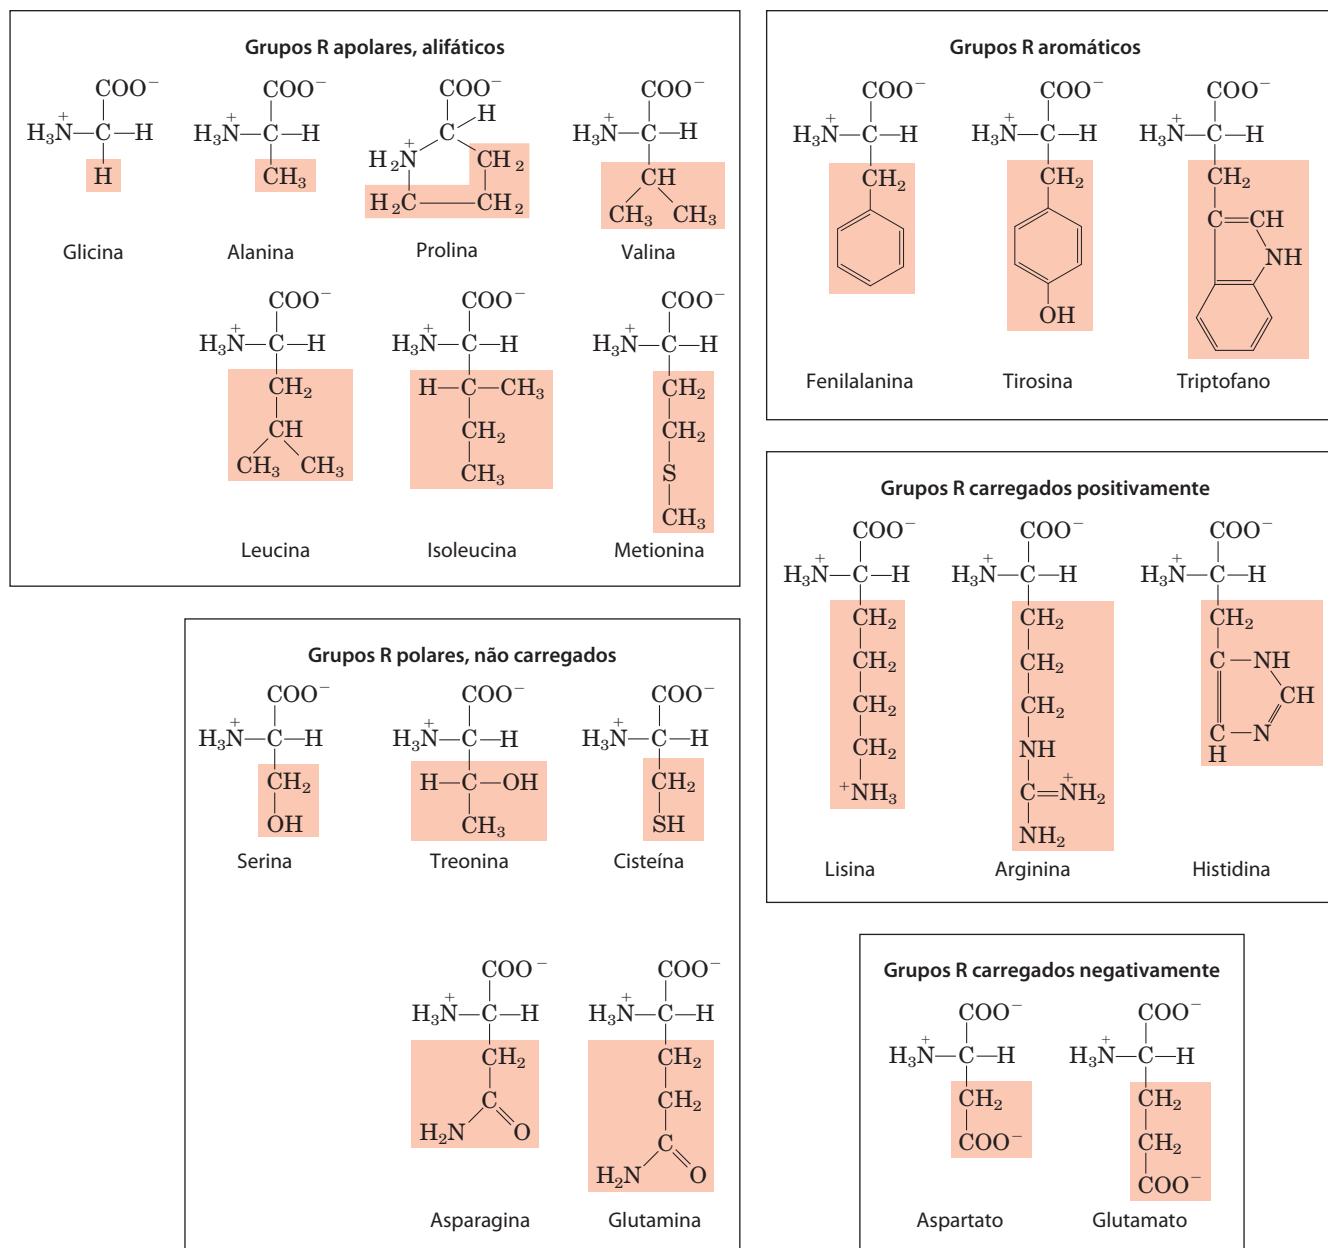 Grupos R apolares, alifáticos
COO− COO− COO− COO−
H3N+—C—H H3N+—C—H H2N+ C H H3N+—C—H
H CH3 CH2 CH
H2C CH2 CH3 CH3
Glicina Alanina Prolina Valina
COO− COO− COO−
H3N+—C—H H3N+—C—H H3N+—C—H
CH2 H—C—CH3 CH2
CH CH2 CH2
CH3 CH3 CH3 S
CH3
Leucina Isoleucina Metionina
Grupos R aromáticos
COO− COO− COO−
H3N+—C—H H3N+—C—H H3N+—C—H
CH2 CH2 CH2
C=CH
NH
OH
Fenilalanina Tirosina Triptofano
Grupos R polares, não carregados
COO− COO− COO−
H3N+—C—H H3N+—C—H H3N+—C—H
CH2 H—C—OH CH2
OH CH3 SH
Serina Treonina Cisteína
COO− COO−
H3N+—C—H H3N+—C—H
CH2 CH2
C CH2
H2N O C
H2N O
Asparagina Glutamina
Grupos R carregados positivamente
COO− COO− COO−
H3N+—C—H H3N+—C—H H3N+—C—H
CH2 CH2 CH2
CH2 CH2 C—NH
CH2 CH2 CH
CH2 NH C—N
H
+NH3 C=N+H2
NH2
Lisina Arginina Histidina
Grupos R carregados negativamente
COO− COO−
H3N+—C—H H3N+—C—H
CH2 CH2
COO− CH2
COO−
Aspartato Glutamato